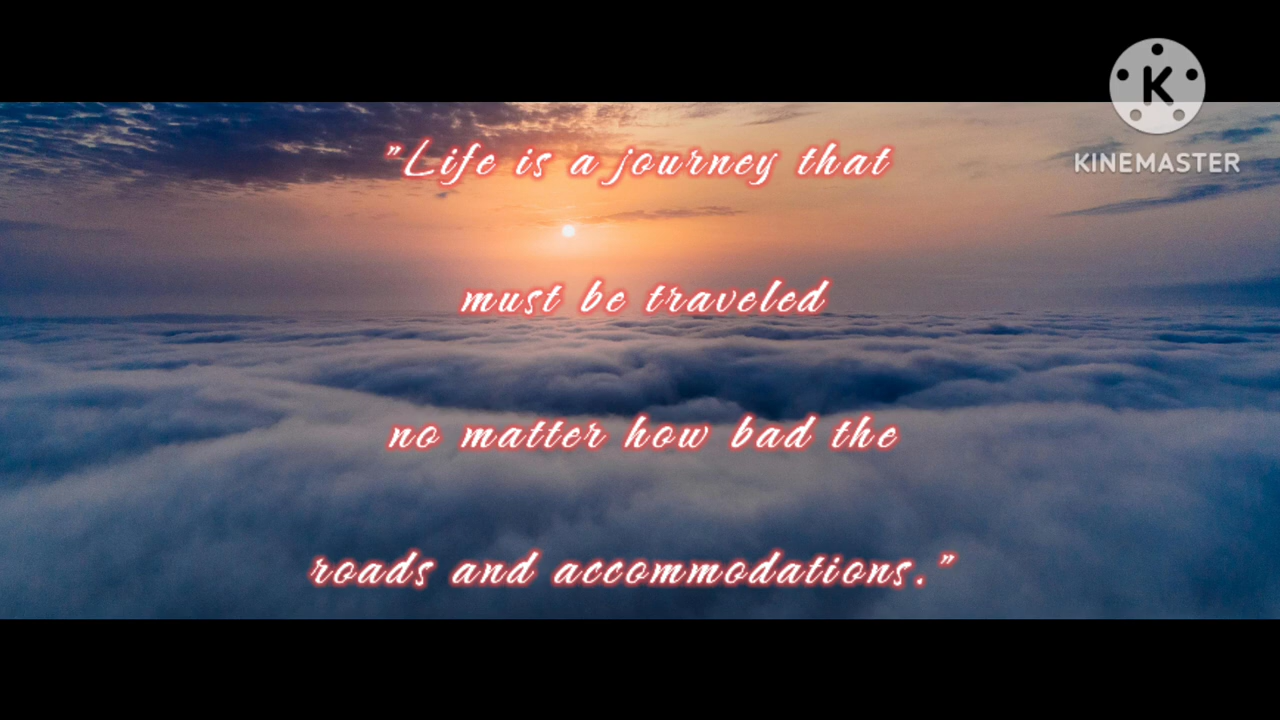 "Life is a journey that
must be traveled
no matter how bad the
roads and accommodations."
K
KINEMASTER